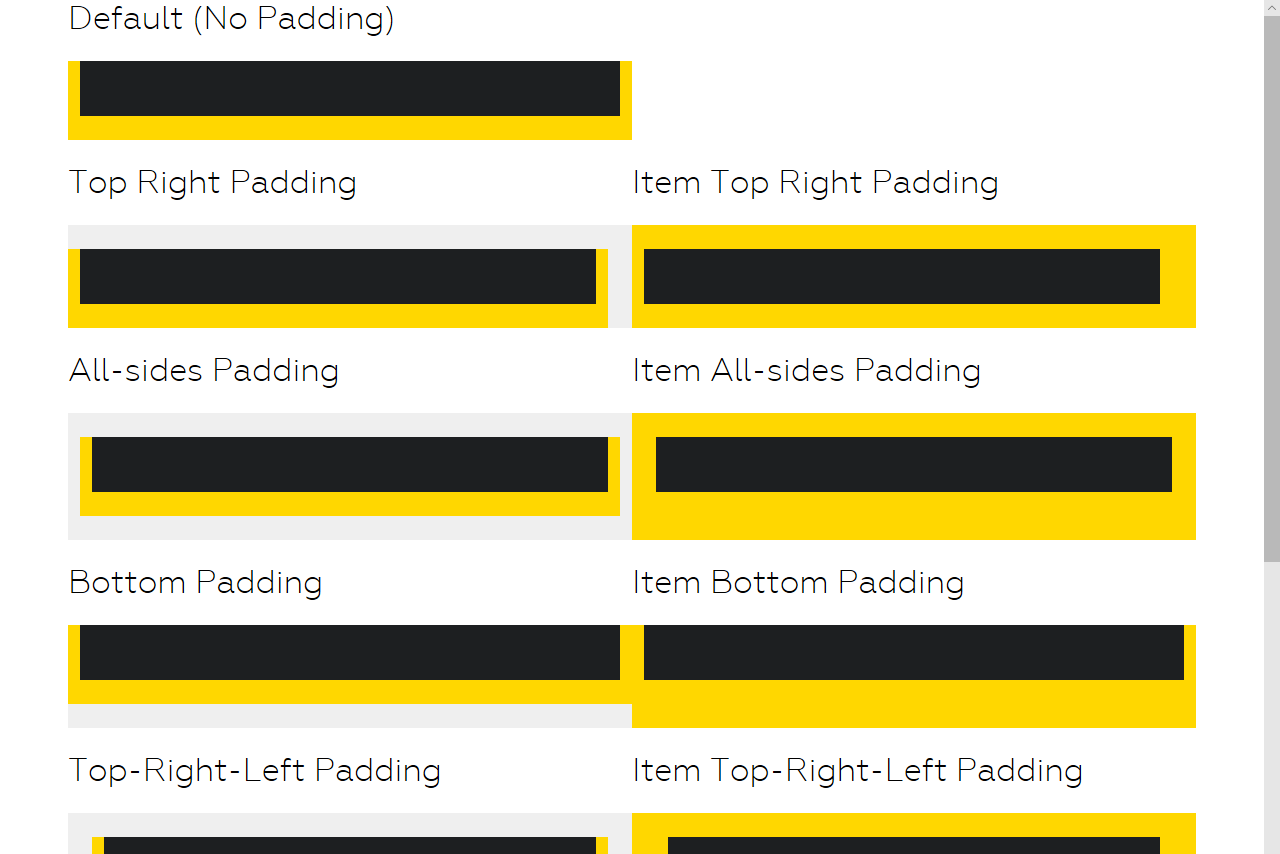 Default (No Padding)
Top Right Padding
Item Top Right Padding
All-sides Padding
Item All-sides Padding
Bottom Padding
Item Bottom Padding
Top-Right-Left Padding
Item Top-Right-Left Padding